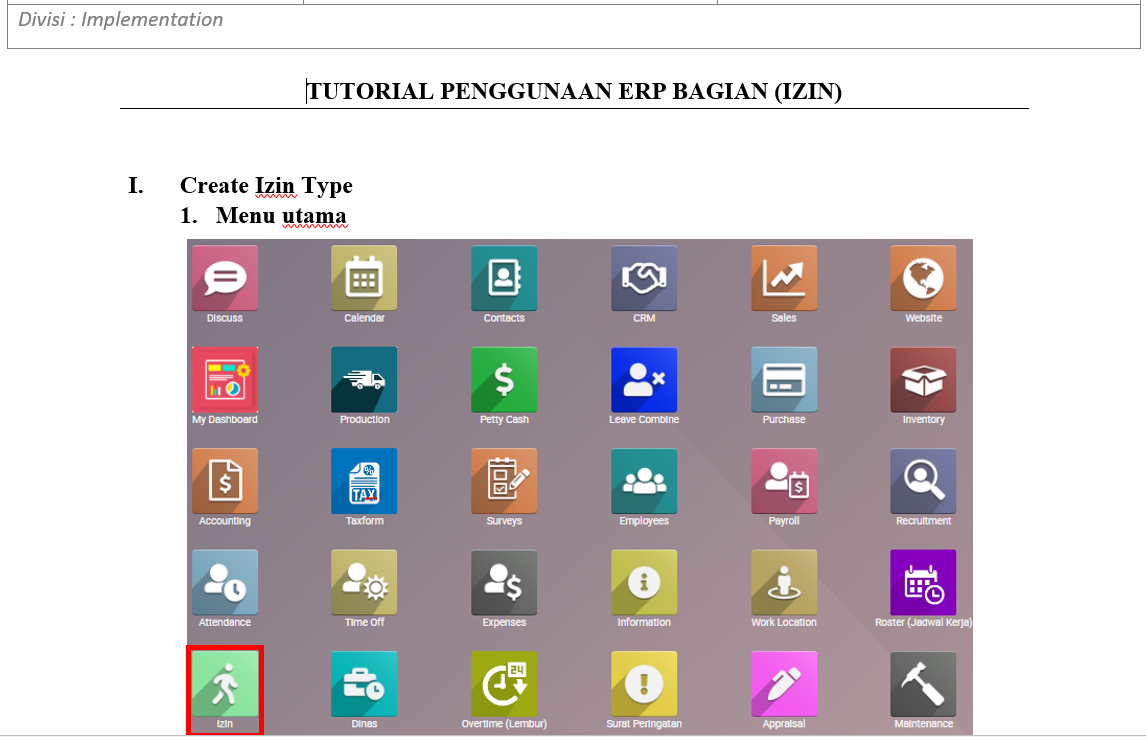 Divisi : Implementation
TUTORIAL PENGGUNAAN ERP BAGIAN (IZIN)
I. Create Izin Type
1. Menu utama
Discuss Calendar Contacts CRM Sales Website
My Dashboard Production Petty Cash Leave Combine Purchase Inventory
TAX
Accounting Taxform Surveys Employees Payroll Recruitment
Attendance Time Off Expenses Information Work Location Roster (Jadwal Kerja)
24
Izin Dinas Overtime (Lembur) Surat Peringatan Appraisal Maintenance